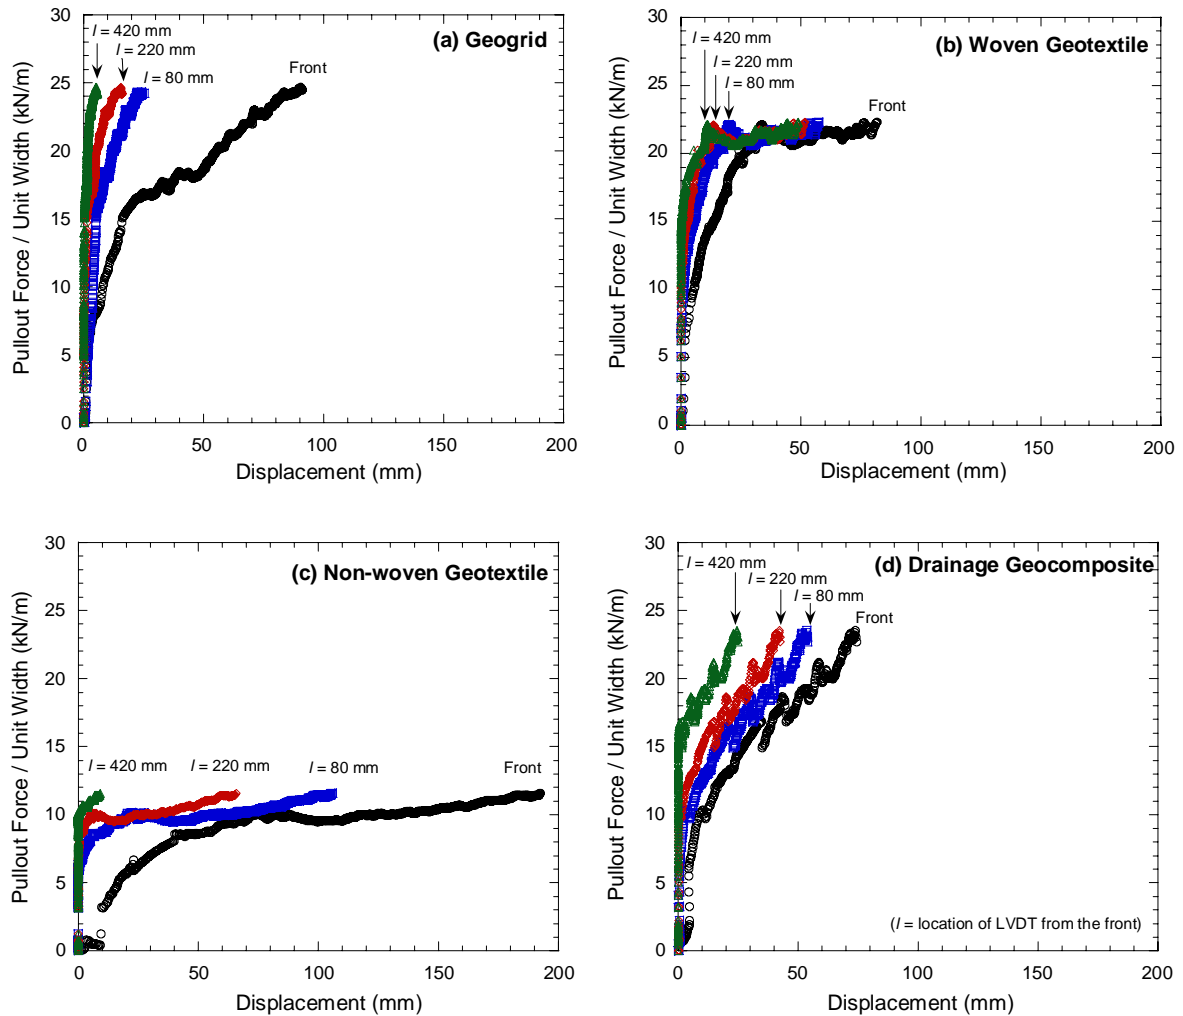 (a) Geogrid
l = 420 mm
l = 220 mm
l = 80 mm
Front
30
25
20
15
10
5
0
0 50 100 150 200
Pullout Force / Unit Width (kN/m)
Displacement (mm)
(b) Woven Geotextile
l = 420 mm
l = 220 mm
l = 80 mm
Front
30
25
20
15
10
5
0
0 50 100 150 200
Pullout Force / Unit Width (kN/m)
Displacement (mm)
(c) Non-woven Geotextile
l = 420 mm
l = 220 mm
l = 80 mm
Front
30
25
20
15
10
5
0
0 50 100 150 200
Pullout Force / Unit Width (kN/m)
Displacement (mm)
(d) Drainage Geocomposite
l = 420 mm
l = 220 mm
l = 80 mm
Front
30
25
20
15
10
5
0
0 50 100 150 200
Pullout Force / Unit Width (kN/m)
(l = location of LVDT from the front)
Displacement (mm)